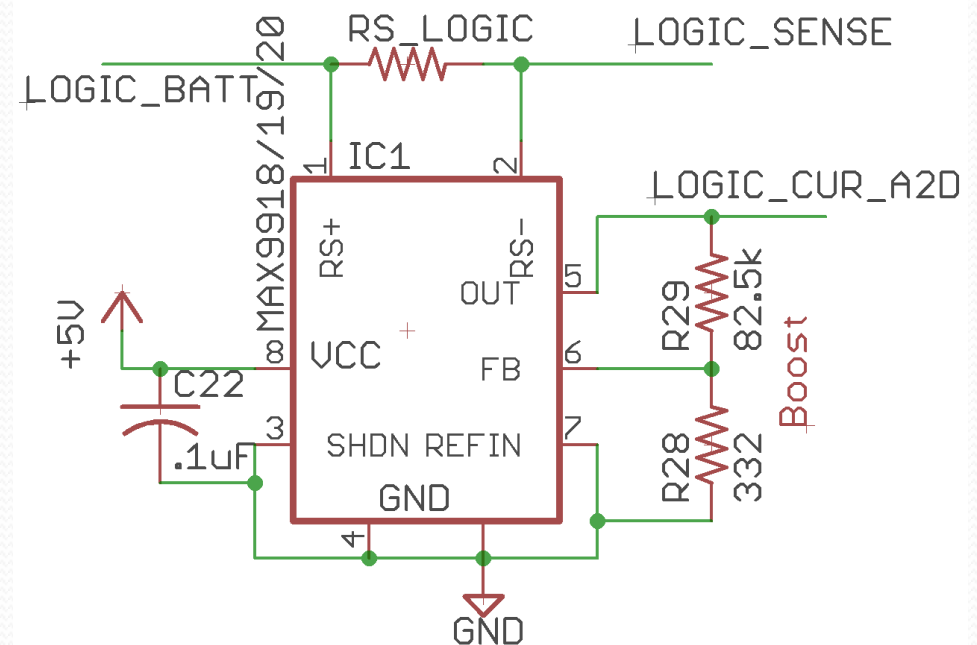 RS_LOGIC
LOGIC_SENSE
LOGIC_BATT
MAX9918/19/20
1
IC1
2
LOGIC_CUR_A2D
RS+
RS-
OUT
5
R29
82.5k
+5V
8
VCC
FB
6
C22
Boost
3
SHDN REFIN
7
.1uF
R28
332
GND
4
GND